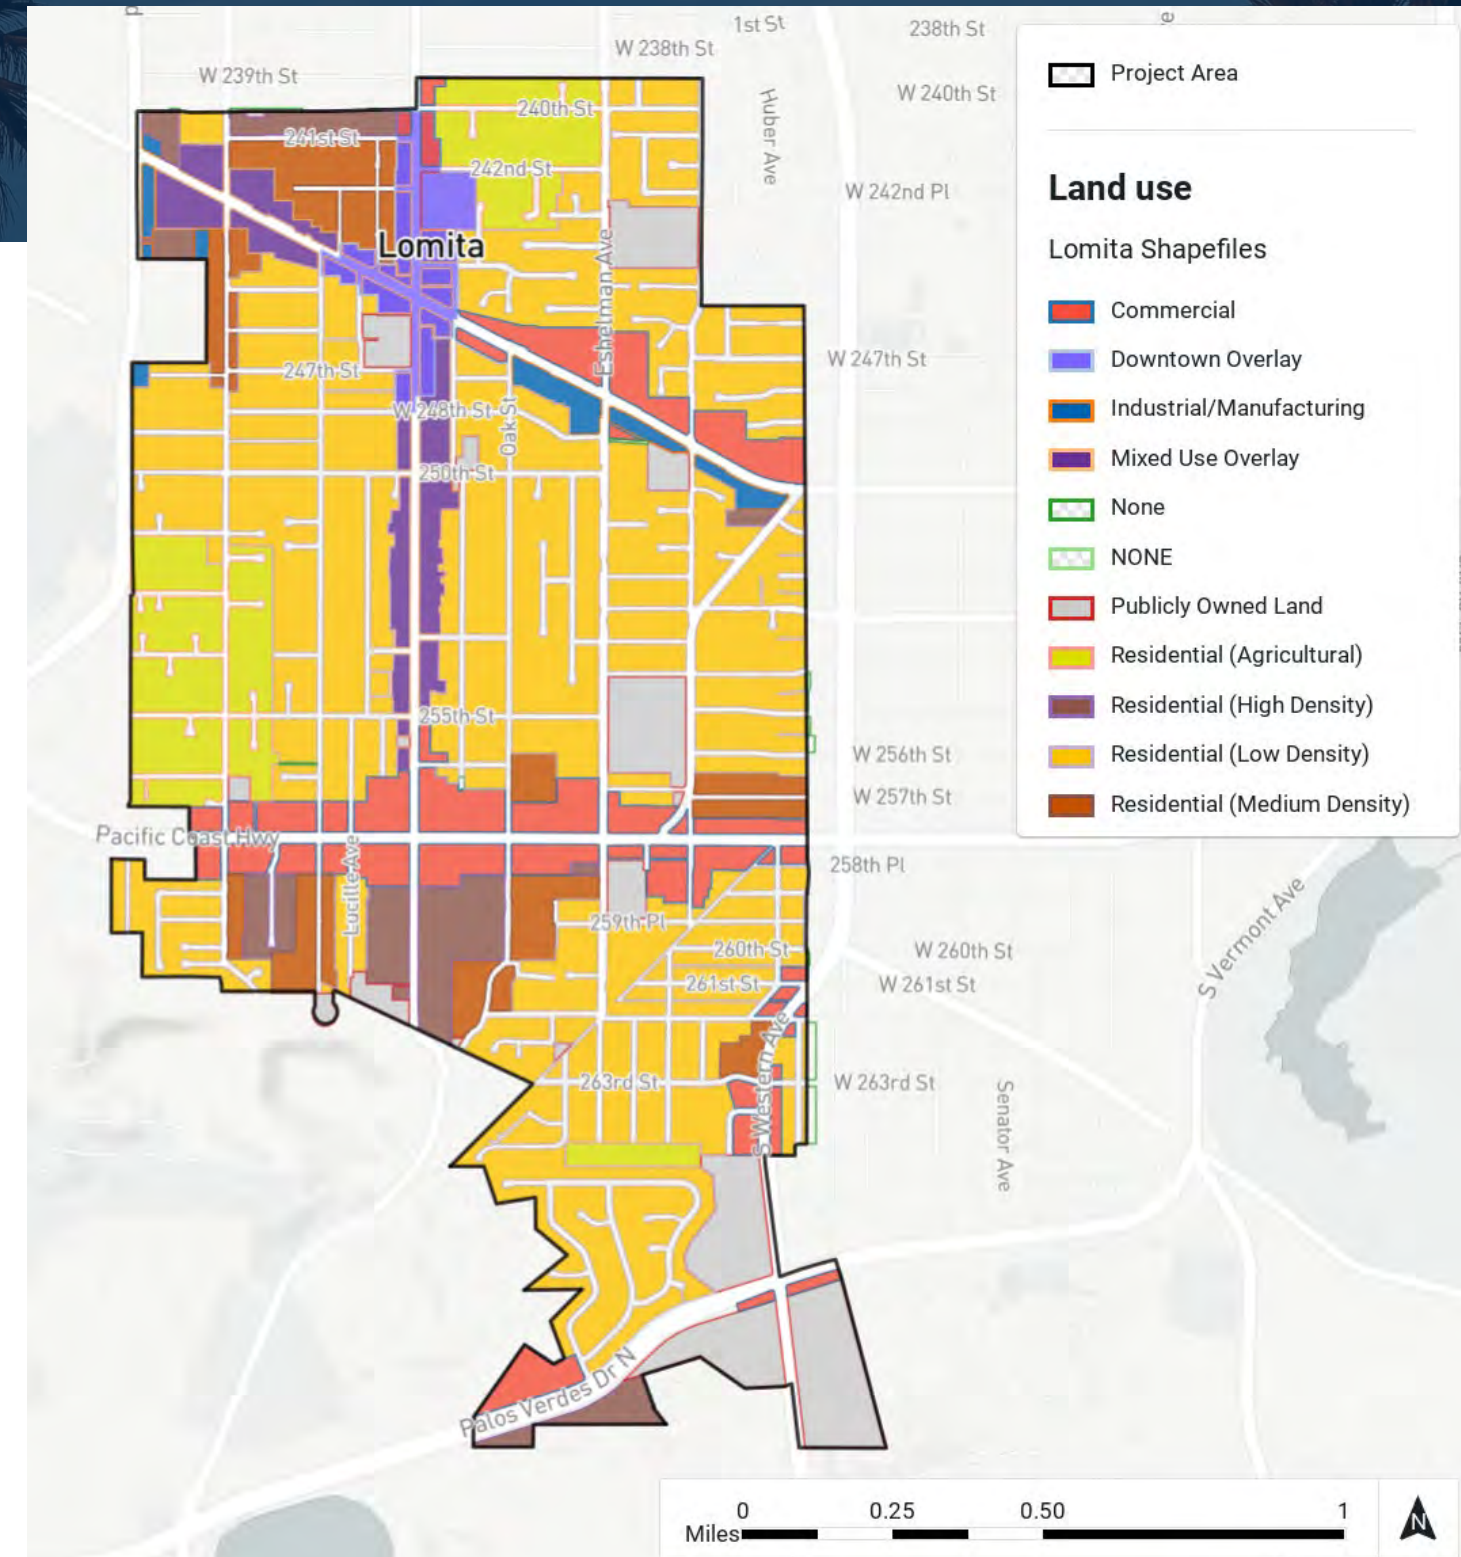 1st St
238th St
W 238th St
W 239th St
W 240th St
240th St
Huber Ave
241st St
242nd St
W 242nd Pl
Lomita
Eshelman Ave
W 247th St
247th St
W 248th St
Oak St
250th St
255th St
W 256th St
W 257th St
Pacific Coast Hwy
Lucille Ave
258th Pl
259th Pl
260th St
W 260th St
261st St
W 261st St
S Vermont Ave
S Western Ave
263rd St
W 263rd St
Senator Ave
Palos Verdes Dr N
Project Area
Land use
Lomita Shapefiles
Commercial
Downtown Overlay
Industrial/Manufacturing
Mixed Use Overlay
None
NONE
Publicly Owned Land
Residential (Agricultural)
Residential (High Density)
Residential (Low Density)
Residential (Medium Density)
0 0.25 0.50 1
Miles
N